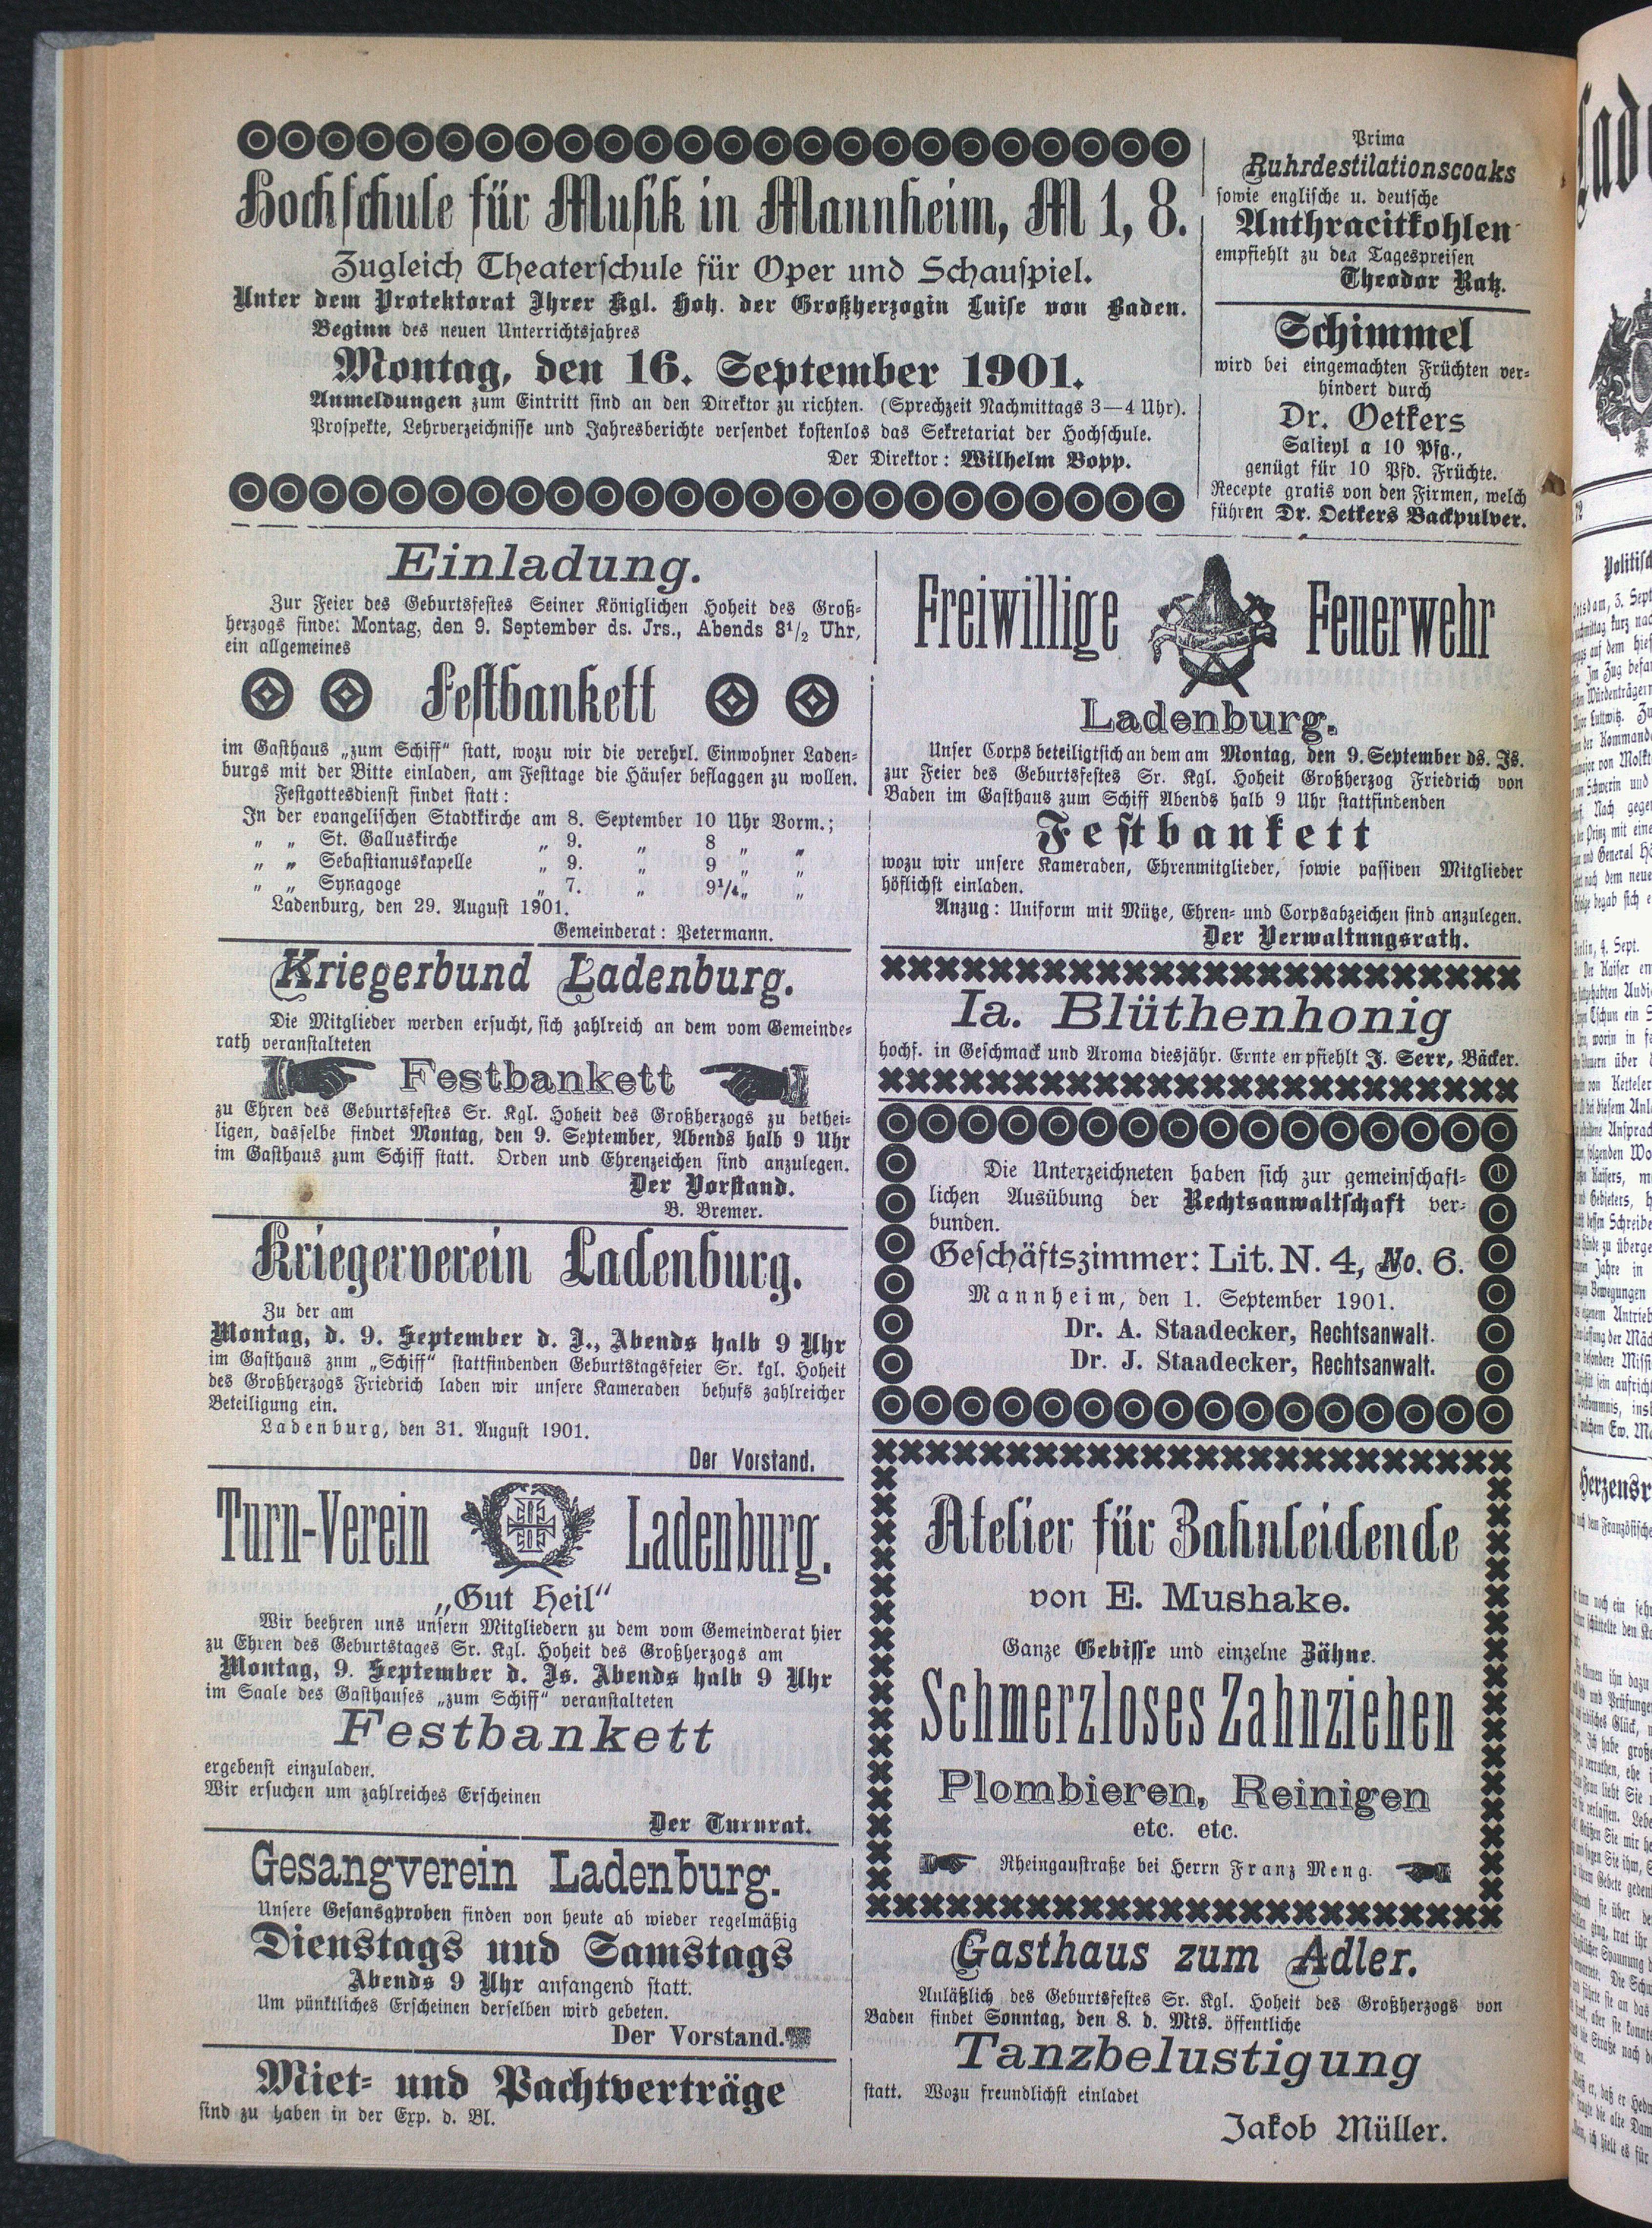 Hochschule für Musik in Mannheim, M 1, 8.
Zugleich Theaterschule für Oper und Schauspiel.
Unter dem Protektorat Ihrer Kgl. Hoh. der Großherzogin Luise von Baden.
Beginn des neuen Unterrichtsjahres
Montag, den 16. September 1901.
Anmeldungen zum Eintritt sind an den Direktor zu richten. (Sprechzeit Nachmittags 3—4 Uhr).
Prospekte, Lehrverzeichnisse und Jahresberichte versendet kostenlos das Sekretariat der Hochschule.
Der Direktor: Wilhelm Bopp.
Prima
Ruhrdestilationscoaks
sowie englische u. deutsche
Anthracitkohlen
empfiehlt zu den Tagespreisen
Theodor Katz.
Schimmel
wird bei eingemachten Früchten ver-
hindert durch
Dr. Oetkers
Salicyl a 10 Pfg.,
genügt für 10 Pfd. Früchte.
Recepte gratis von den Firmen, welch
führen Dr. Oetkers Backpulver.
Einladung.
Zur Feier des Geburtsfestes Seiner Königlichen Hoheit des Groß-
herzogs finde: Montag, den 9. September ds. Jrs., Abends 8 1/2 Uhr,
ein allgemeines
Festbankett
im Gasthaus „zum Schiff“ statt, wozu wir die verehrl. Einwohner Laden-
burgs mit der Bitte einladen, am Festtage die Häuser beflaggen zu wollen.
Festgottesdienst findet statt:
In der evangelischen Stadtkirche am 8. September 10 Uhr Vorm.;
„ „ St. Galluskirche „ 9. „ 8 „ „
„ „ Sebastianuskapelle „ 9. „ 9 „ „
„ „ Synagoge „ 7. „ 9 1/4 „ „
Ladenburg, den 29. August 1901.
Gemeinderat: Petermann.
Kriegerbund Ladenburg.
Die Mitglieder werden ersucht, sich zahlreich an dem vom Gemeinde-
rath veranstalteten
Festbankett
zu Ehren des Geburtsfestes Sr. Kgl. Hoheit des Großherzogs zu bethei-
ligen, dasselbe findet Montag, den 9. September, Abends halb 9 Uhr
im Gasthaus zum Schiff statt. Orden und Ehrenzeichen sind anzulegen.
Der Vorstand.
B. Bremer.
Kriegerverein Ladenburg.
Zu der am
Montag, d. 9. September d. J., Abends halb 9 Uhr
im Gasthaus znm „Schiff“ stattfindenden Geburtstagsfeier Sr. kgl. Hoheit
des Großherzogs Friedrich laden wir unsere Kameraden behufs zahlreicher
Beteiligung ein.
Ladenburg, den 31. August 1901.
Der Vorstand.
Turn-Verein Ladenburg.
„Gut Heil“
Wir beehren uns unsern Mitgliedern zu dem vom Gemeinderat hier
zu Ehren des Geburtstages Sr. Kgl. Hoheit des Großherzogs am
Montag, 9. September d. Js. Abends halb 9 Uhr
im Saale des Gasthauses „zum Schiff“ veranstalteten
Festbankett
ergebenst einzuladen.
Wir ersuchen um zahlreiches Erscheinen
Der Turnrat.
Gesangverein Ladenburg.
Unsere Gesansgproben finden von heute ab wieder regelmäßig
Dienstags und Samstags
Abends 9 Uhr anfangend statt.
Um pünktliches Erscheinen derselben wird gebeten.
Der Vorstand.
Miet- und Pachtverträge
sind zu haben in der Exp. d. Bl.
Freiwillige Feuerwehr
Ladenburg.
Unser Corps beteiligt sich an dem am Montag, den 9. September ds. Js.
zur Feier des Geburtsfestes Sr. Kgl. Hoheit Großherzog Friedrich von
Baden im Gasthaus zum Schiff Abends halb 9 Uhr stattfindenden
Festbankett
wozu wir unsere Kameraden, Ehrenmitglieder, sowie passiven Mitglieder
höflichst einladen.
Anzug: Uniform mit Mütze, Ehren- und Corpsabzeichen sind anzulegen.
Der Verwaltungsrath.
Ia. Blüthenhonig
hochf. in Geschmack und Aroma diesjähr. Ernte empfiehlt J. Serr, Bäcker.
Die Unterzeichneten haben sich zur gemeinschaft-
lichen Ausübung der Rechtsanwaltschaft ver-
bunden.
Geschäftszimmer: Lit. N. 4, No. 6.
Mannheim, den 1. September 1901.
Dr. A. Staadecker, Rechtsanwalt.
Dr. J. Staadecker, Rechtsanwalt.
Atelier für Zahnleidende
von E. Mushake.
Ganze Gebisse und einzelne Zähne.
Schmerzloses Zahnziehen
Plombieren, Reinigen
etc. etc.
Rheingaustraße bei Herrn Franz Meng.
Gasthaus zum Adler.
Anläßlich des Geburtsfestes Sr. Kgl. Hoheit des Großherzogs von
Baden findet Sonntag, den 8. d. Mts. öffentliche
Tanzbelustigung
statt. Wozu freundlichst einladet
Jakob Müller.